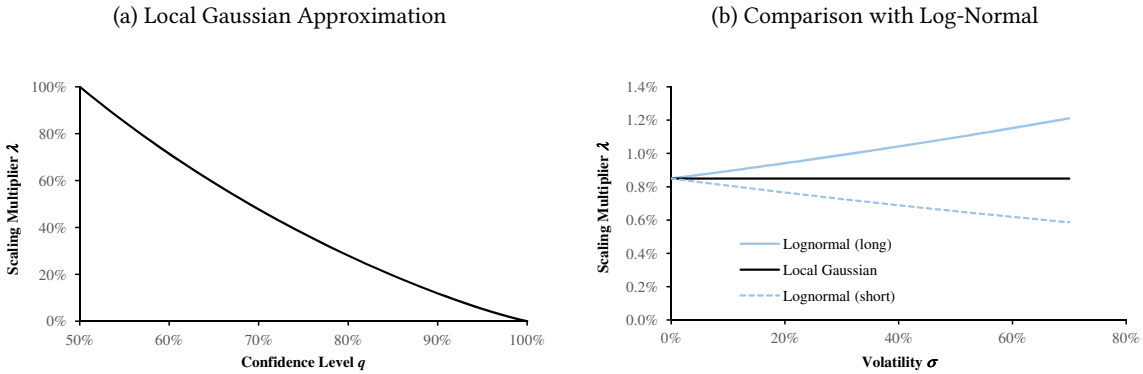 (a) Local Gaussian Approximation
100%
80%
60%
40%
20%
0%
50%
60%
70%
80%
90%
100%
Scaling Multiplier λ
Confidence Level q
(b) Comparison with Log-Normal
1.4%
1.2%
1.0%
0.8%
0.6%
0.4%
0.2%
0.0%
0%
20%
40%
60%
80%
Scaling Multiplier λ
Volatility σ
Lognormal (long)
Local Gaussian
Lognormal (short)